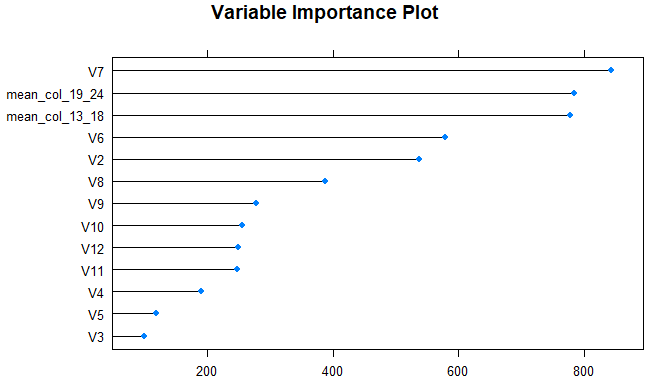 Variable Importance Plot
V7
mean_col_19_24
mean_col_13_18
V6
V2
V8
V9
V10
V12
V11
V4
V5
V3
200 400 600 800